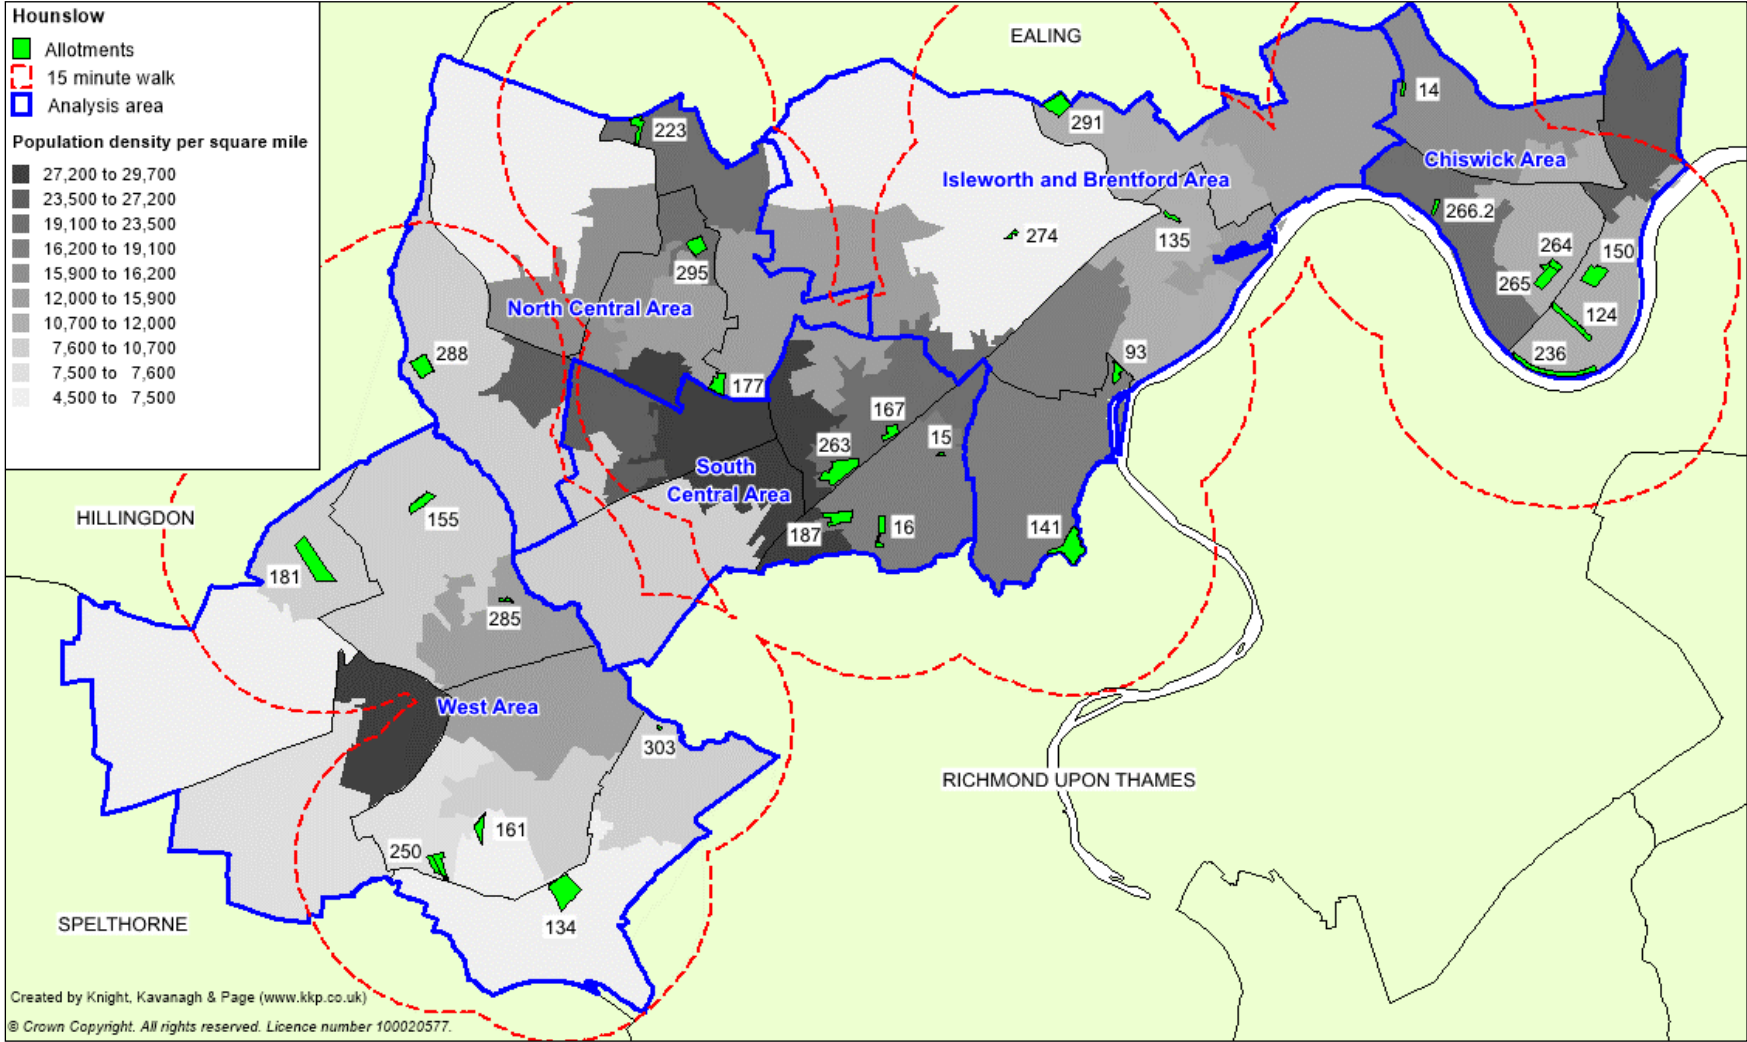 Hounslow
Allotments
15 minute walk
Analysis area
Population density per square mile
27,200 to 29,700
23,500 to 27,200
19,100 to 23,500
16,200 to 19,100
15,900 to 16,200
12,000 to 15,900
10,700 to 12,000
7,600 to 10,700
7,500 to 7,600
4,500 to 7,500
EALING
14
291
223
Chiswick Area
Isleworth and Brentford Area
266.2
274
135
264
150
295
265
North Central Area
124
288
93
236
177
167
15
263
South
Central Area
HILLINGDON
155
187
16
141
181
285
West Area
303
RICHMOND UPON THAMES
161
250
SPELTHORNE
134
Created by Knight, Kavanagh & Page (www.kkp.co.uk)
© Crown Copyright. All rights reserved. Licence number 100020577.